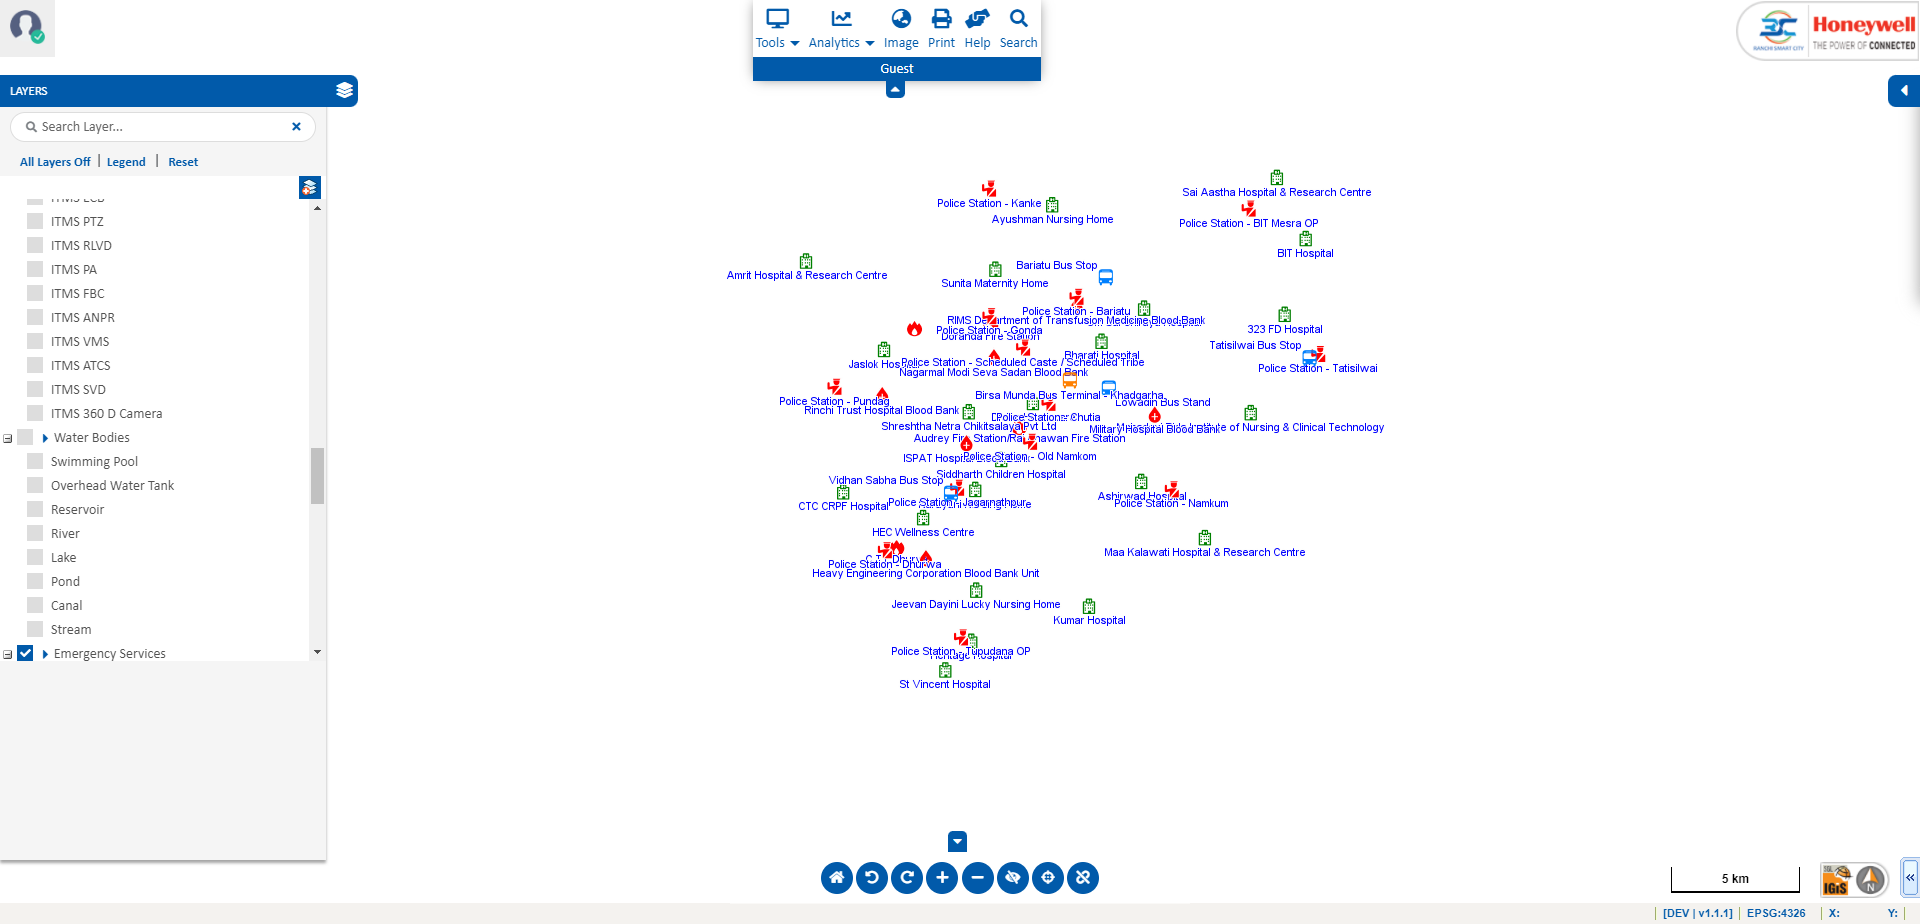 Tools
Analytics
Image
Print
Help
Search
Guest
RANCHI SMART CITY
Honeywell
THE POWER OF CONNECTED
LAYERS
Search Layer...
All Layers Off
Legend
Reset
ITMS ECB
ITMS PTZ
ITMS RLVD
ITMS PA
ITMS FBC
ITMS ANPR
ITMS VMS
ITMS ATCS
ITMS SVD
ITMS 360 D Camera
Water Bodies
Swimming Pool
Overhead Water Tank
Reservoir
River
Lake
Pond
Canal
Stream
Emergency Services
Sai Aastha Hospital & Research Centre
Police Station - Kanke
Ayushman Nursing Home
Police Station - BIT Mesra OP
BIT Hospital
Bariatu Bus Stop
Amrit Hospital & Research Centre
Sunita Maternity Home
Police Station - Bariatu
RIMS Department of Transfusion Medicine Blood Bank
Police Station - Gonda
Doranda Fire Station
323 FD Hospital
Tatisilwai Bus Stop
Bharati Hospital
Jaslok Hospital
Police Station - Scheduled Caste / Scheduled Tribe
Police Station - Tatisilwai
Nagarmal Modi Seva Sadan Blood Bank
Birsa Munda Bus Terminal - Khadgarha
Police Station - Pundag
Lowadih Bus Stand
Rinchi Trust Hospital Blood Bank
Police Station - Chutia
Shreshtha Netra Chikitsalaya Pvt Ltd
Military Hospital Blood Bank
Institute of Nursing & Clinical Technology
Audrey Fire Station/Rajbhawan Fire Station
ISPAT Hospital
Police Station - Old Namkom
Siddharth Children Hospital
Vidhan Sabha Bus Stop
Ashirwad Hospital
CTC CRPF Hospital
Police Station - Jagarnathpur
Police Station - Namkum
HEC Wellness Centre
Maa Kalawati Hospital & Research Centre
Police Station - Dhurwa
Heavy Engineering Corporation Blood Bank Unit
Jeevan Dayini Lucky Nursing Home
Kumar Hospital
Police Station - Tupudana OP
Heritage Hospital
St Vincent Hospital
5 km
IGiS
N
[DEV | v1.1.1]
EPSG:4326
X:
Y: